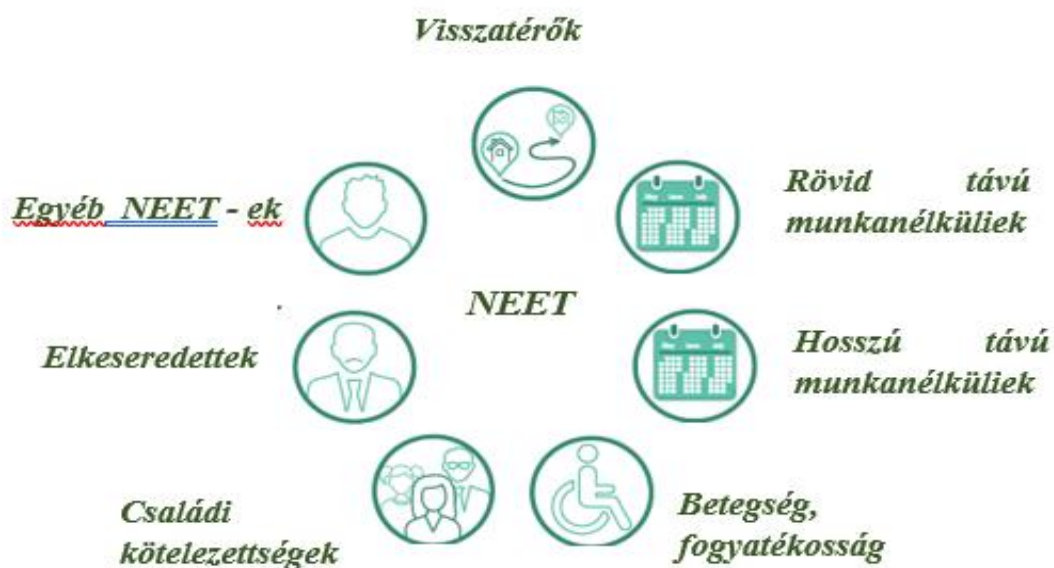 Visszatérők
Rövid távú
munkanélküliek
Egyéb NEET - ek
NEET
Hosszú távú
munkanélküliek
Elkeseredettek
Betegség,
fogyatékosság
Családi
kötelezettségek